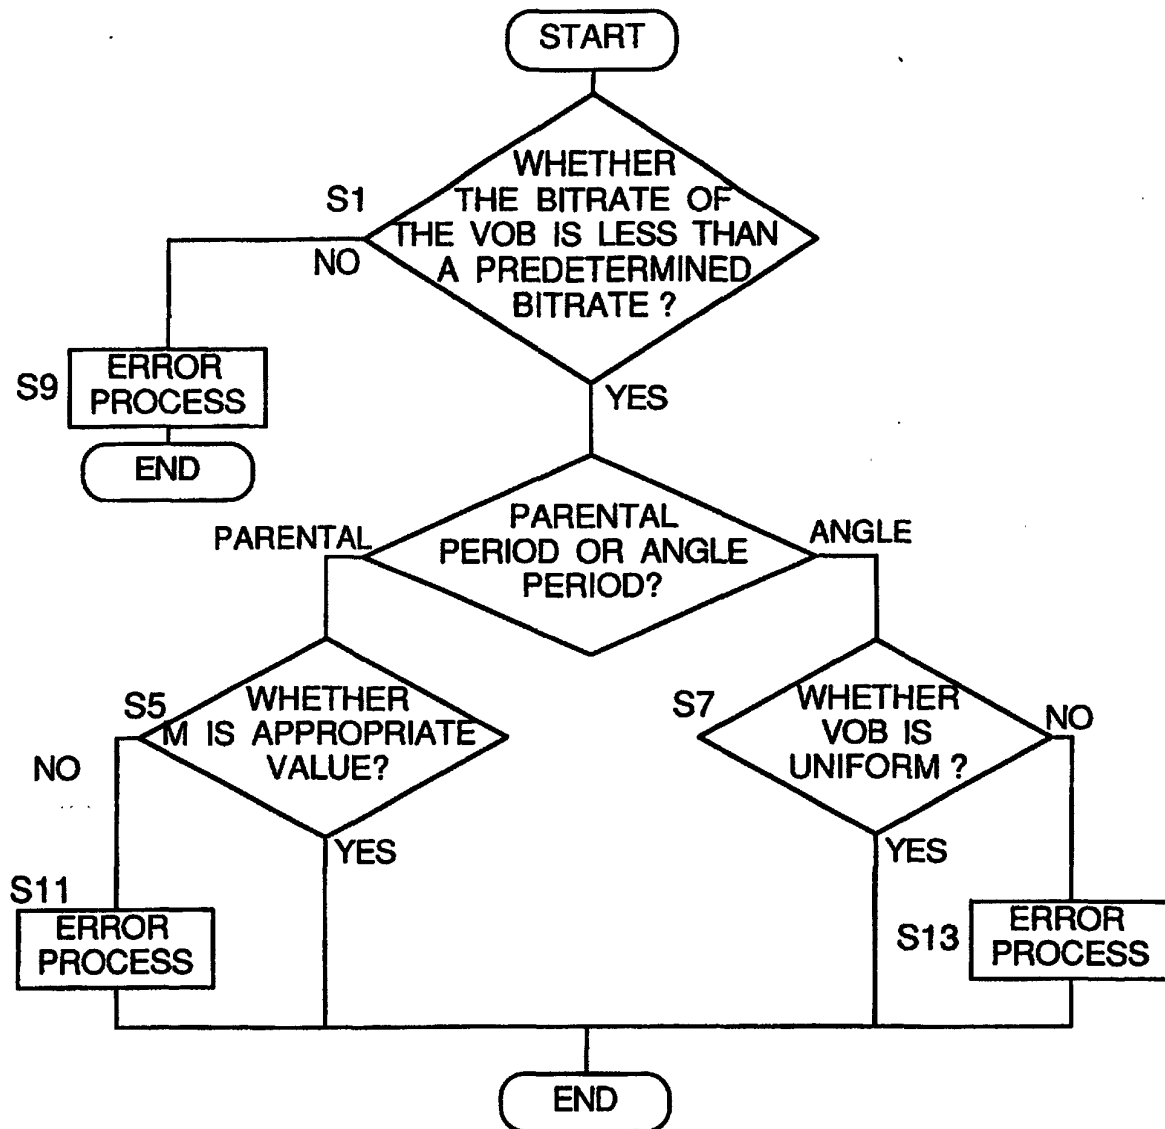 START
S1
WHETHER
THE BITRATE OF
THE VOB IS LESS THAN
A PREDETERMINED
BITRATE ?
NO
YES
S9
ERROR
PROCESS
END
PARENTAL
PARENTAL
PERIOD OR ANGLE
PERIOD?
ANGLE
S5
WHETHER
M IS APPROPRIATE
VALUE?
NO
YES
S7
WHETHER
VOB IS
UNIFORM ?
NO
YES
S11
ERROR
PROCESS
S13
ERROR
PROCESS
END